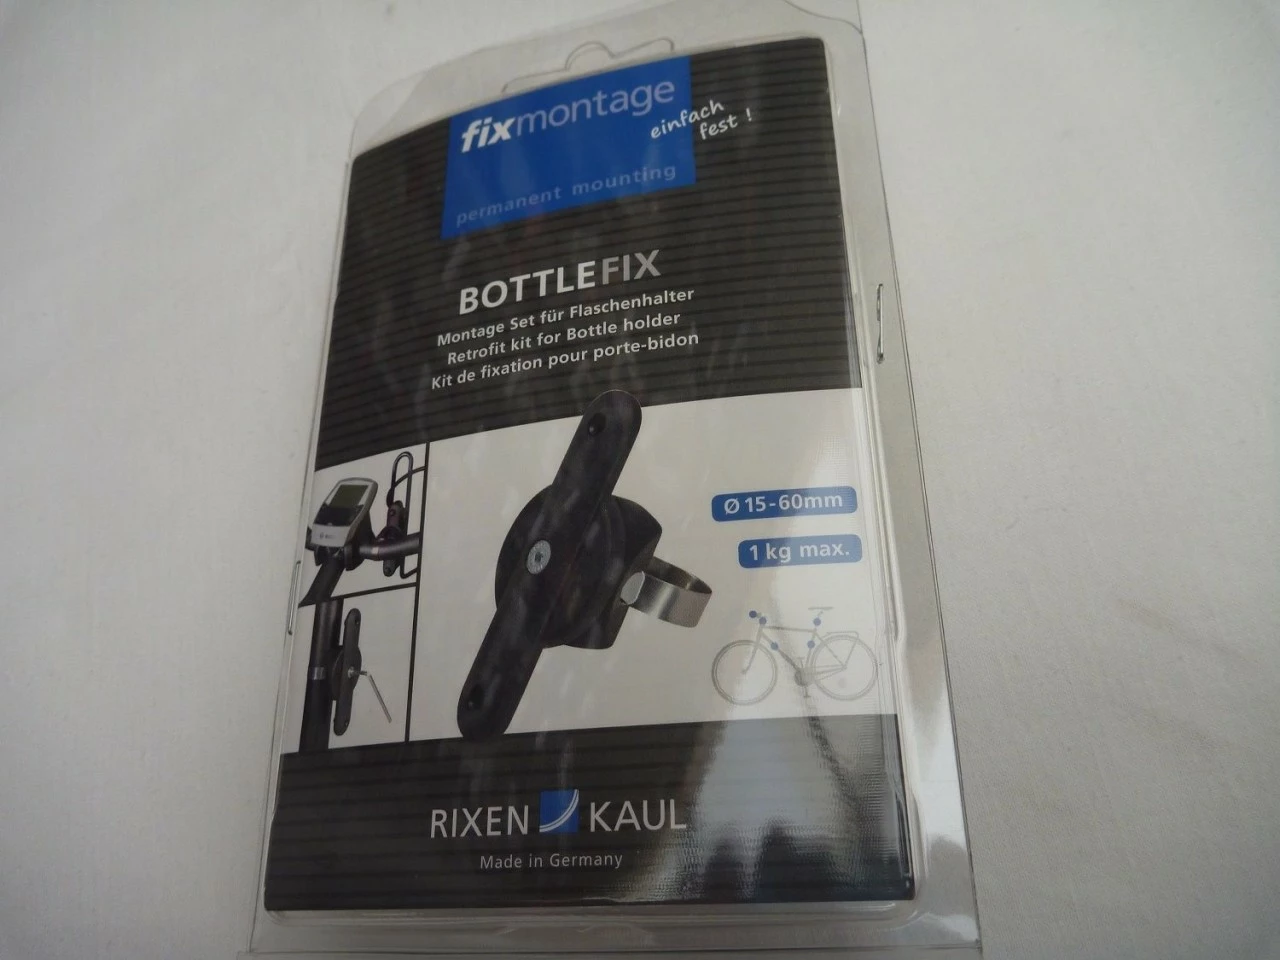 fixmontage
einfach
fest !
permanent mounting
BOTTLEFIX
Montage Set für Flaschenhalter
Retrofit kit for Bottle holder
Kit de fixation pour porte-bidon
Ø 15-60mm
1 kg max.
RIXEN KAUL
Made in Germany